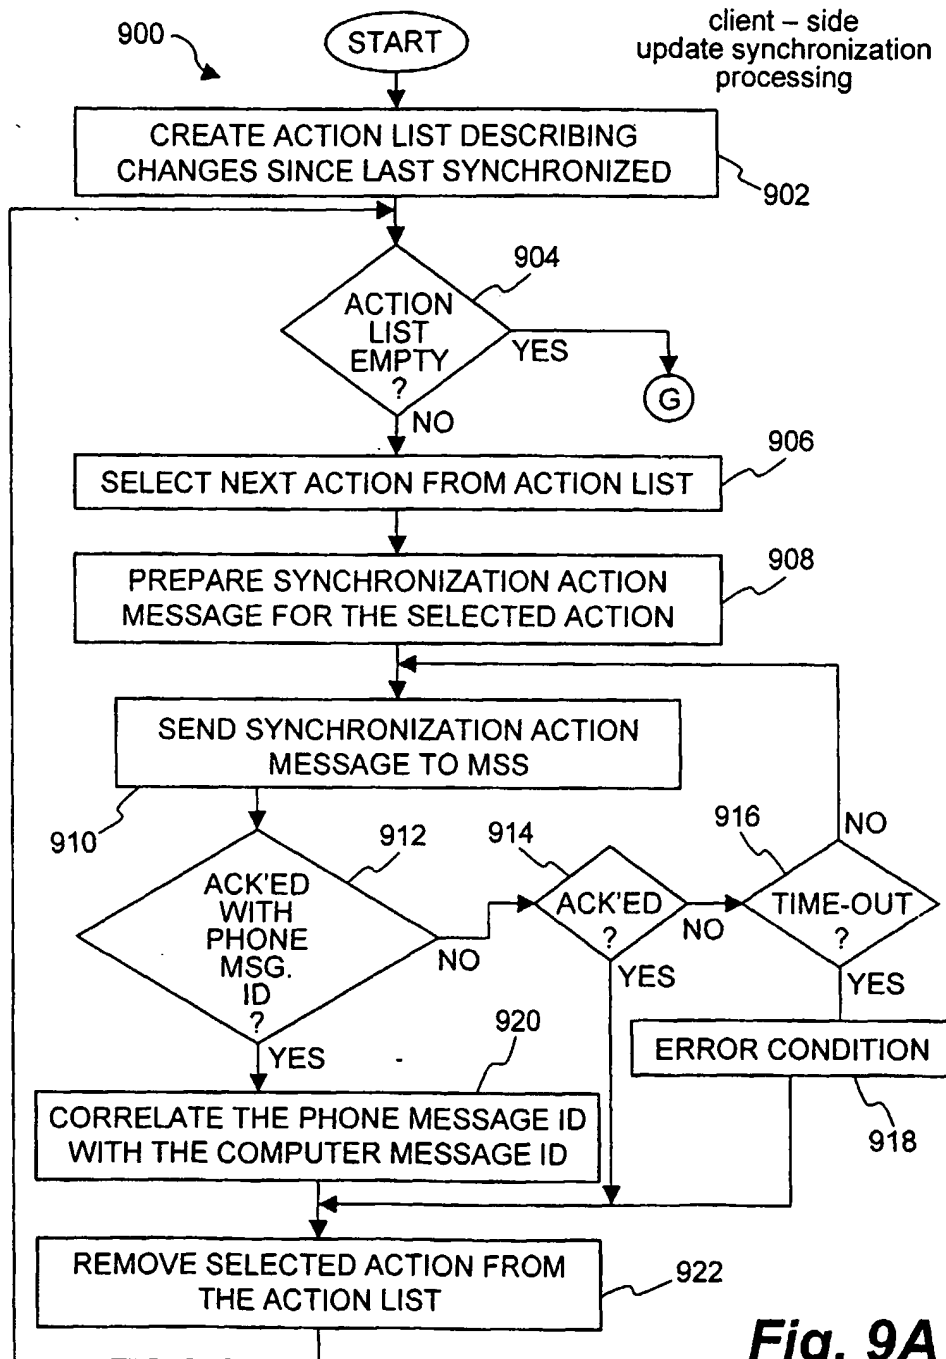 900
START
client – side
update synchronization
processing
CREATE ACTION LIST DESCRIBING
CHANGES SINCE LAST SYNCHRONIZED
902
904
ACTION
LIST
EMPTY
?
YES
G
NO
906
SELECT NEXT ACTION FROM ACTION LIST
908
PREPARE SYNCHRONIZATION ACTION
MESSAGE FOR THE SELECTED ACTION
SEND SYNCHRONIZATION ACTION
MESSAGE TO MSS
910
912
ACK'ED
WITH
PHONE
MSG.
ID
?
NO
YES
914
ACK'ED
?
NO
YES
916
NO
TIME-OUT
?
YES
ERROR CONDITION
918
920
CORRELATE THE PHONE MESSAGE ID
WITH THE COMPUTER MESSAGE ID
REMOVE SELECTED ACTION FROM
THE ACTION LIST
922
Fig. 9A